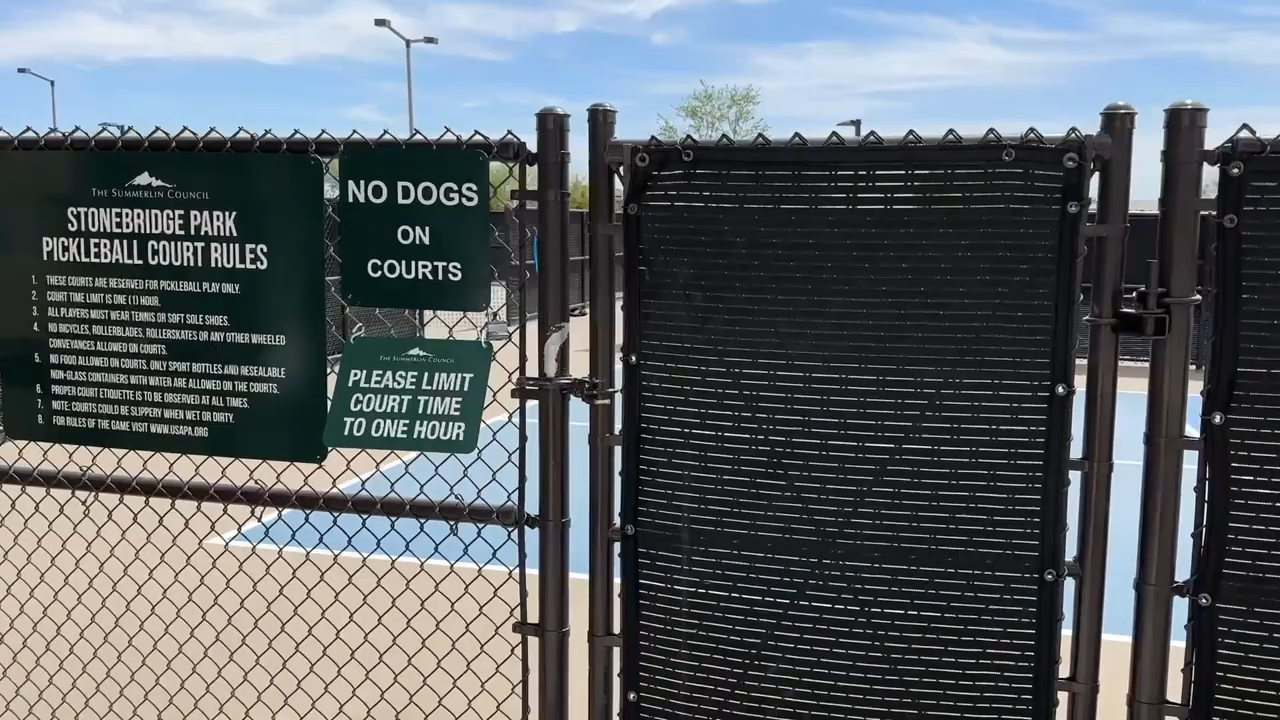 THE SUMMERLIN COUNCIL
STONEBRIDGE PARK
PICKLEBALL COURT RULES
1. THESE COURTS ARE RESERVED FOR PICKLEBALL PLAY ONLY.
2. COURT TIME LIMIT IS ONE (1) HOUR.
3. ALL PLAYERS MUST WEAR TENNIS OR SOFT SOLE SHOES.
4. NO BICYCLES, ROLLERBLADES, ROLLERSKATES OR ANY OTHER WHEELED
CONVEYANCES ALLOWED ON COURTS.
5. NO FOOD ALLOWED ON COURTS. ONLY SPORT BOTTLES AND RESEALABLE
NON-GLASS CONTAINERS WITH WATER ARE ALLOWED ON THE COURTS.
6. PROPER COURT ETIQUETTE IS TO BE OBSERVED AT ALL TIMES.
7. NOTE: COURTS COULD BE SLIPPERY WHEN WET OR DIRTY.
8. FOR RULES OF THE GAME VISIT WWW.USAPA.ORG
NO DOGS
ON
COURTS
THE SUMMERLIN COUNCIL
PLEASE LIMIT
COURT TIME
TO ONE HOUR